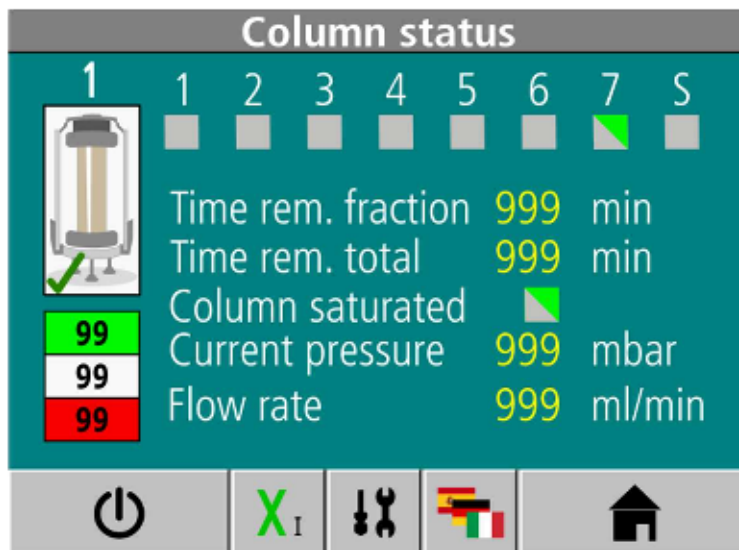 Column status
1
1 2 3 4 5 6 7 S
Time rem. fraction 999 min
Time rem. total 999 min
Column saturated
Current pressure 999 mbar
Flow rate 999 ml/min
99
99
99
X I